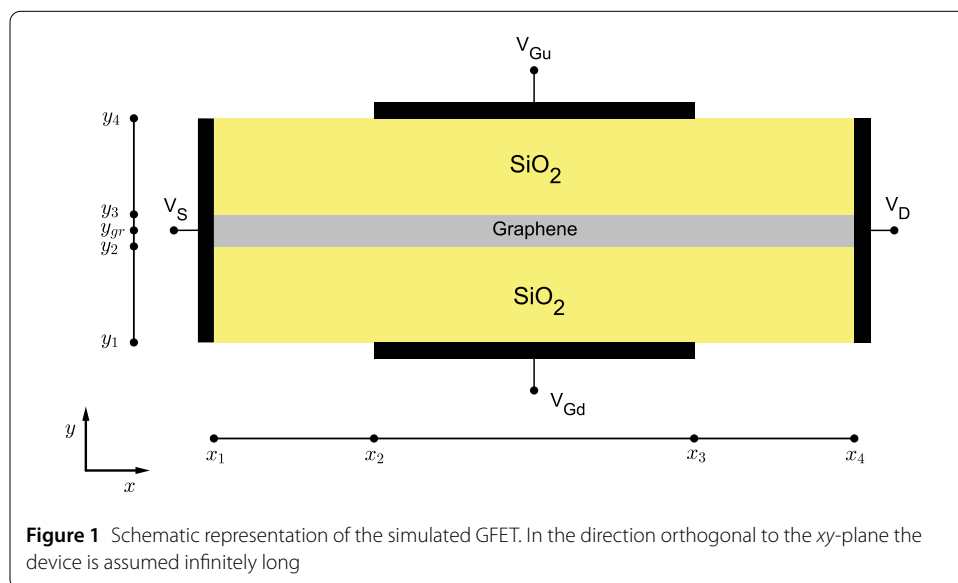 V_Gu
y_4
SiO_2
y_3
V_S
V_D
y_gr
Graphene
y_2
SiO_2
y_1
V_Gd
y
x
x_1
x_2
x_3
x_4
Figure 1 Schematic representation of the simulated GFET. In the direction orthogonal to the xy-plane the
device is assumed infinitely long